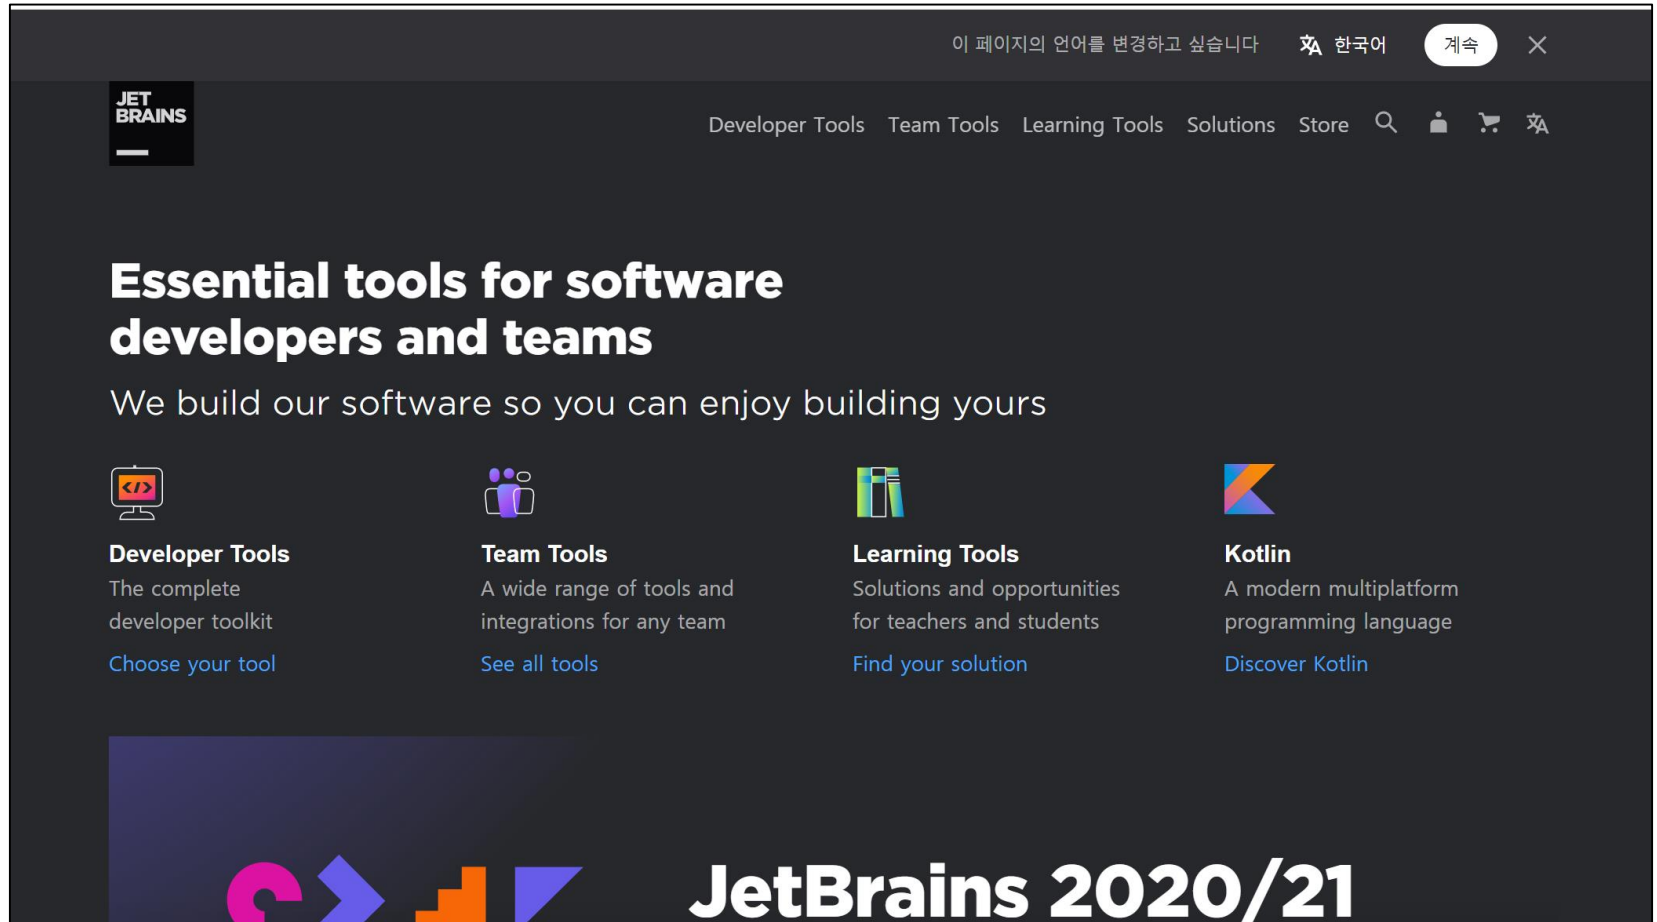 이 페이지의 언어를 변경하고 싶습니다 한국어 계속
JET
BRAINS
Developer Tools Team Tools Learning Tools Solutions Store
Essential tools for software
developers and teams
We build our software so you can enjoy building yours
Developer Tools
The complete
developer toolkit
Choose your tool
Team Tools
A wide range of tools and
integrations for any team
See all tools
Learning Tools
Solutions and opportunities
for teachers and students
Find your solution
Kotlin
A modern multiplatform
programming language
Discover Kotlin
JetBrains 2020/21